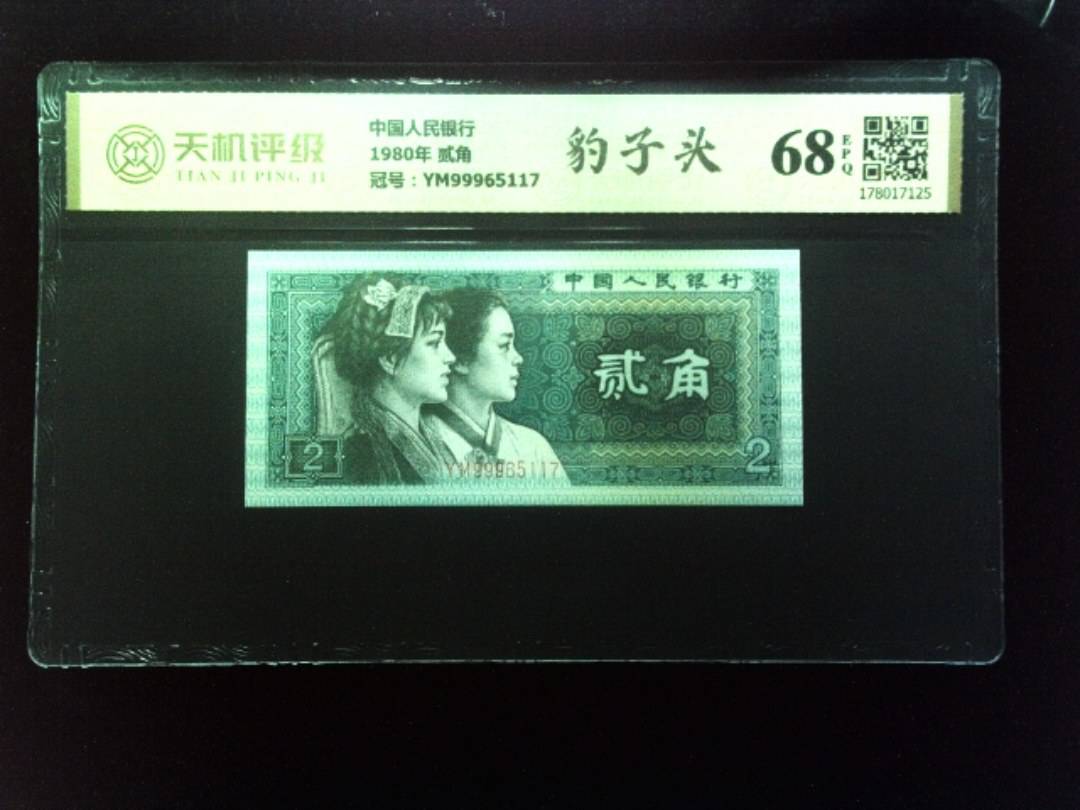 天机评级
TIAN JI PING JI
中国人民银行
1980年 贰角
冠号：YM99965117
豹子头
68
EPQ
178017125
中国人民银行
贰角
2
YM99965117
2